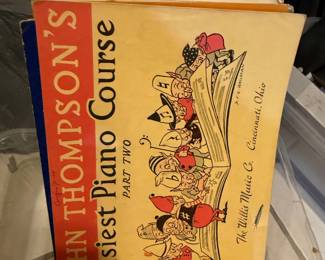 HN THOMPSON'S
siest Piano Course
PART TWO
The Willis Music Co.
Cincinnati, Ohio